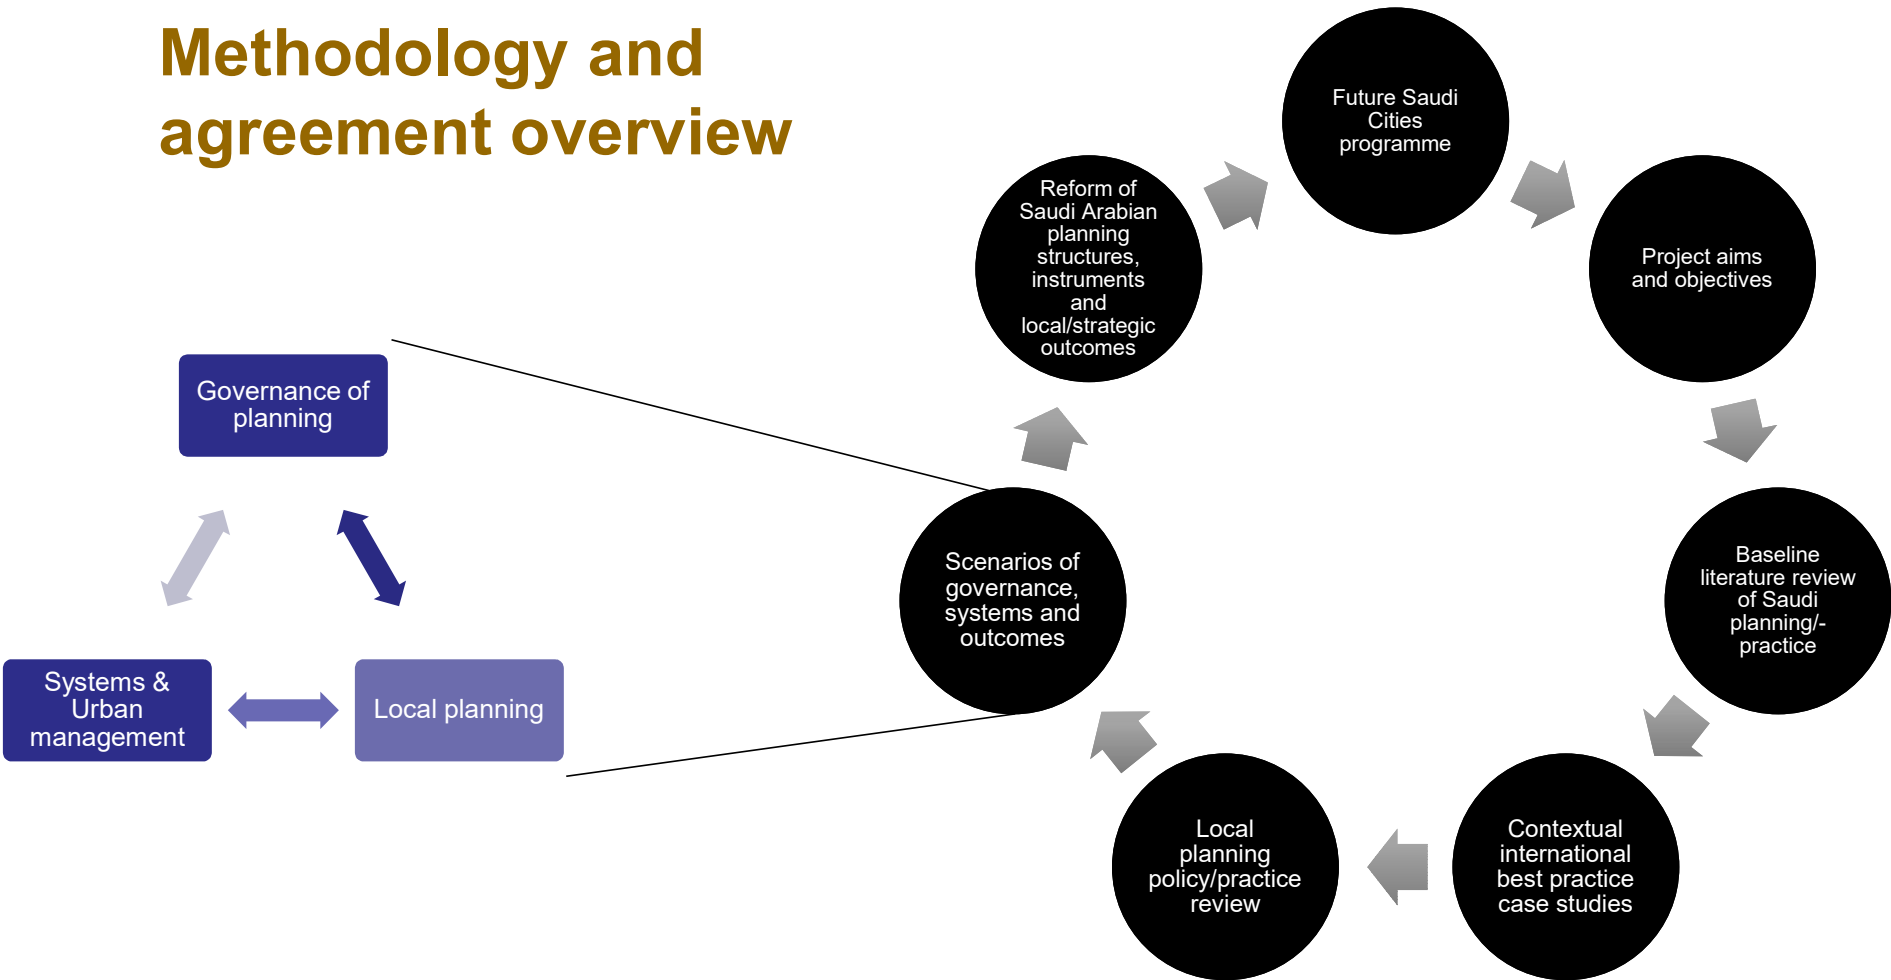 Methodology and
agreement overview
Future Saudi
Cities
programme
Project aims
and objectives
Baseline
literature review
of Saudi
planning/-
practice
Contextual
international
best practice
case studies
Local
planning
policy/practice
review
Scenarios of
governance,
systems and
outcomes
Reform of
Saudi Arabian
planning
structures,
instruments
and
local/strategic
outcomes
Governance of
planning
Systems &
Urban
management
Local planning